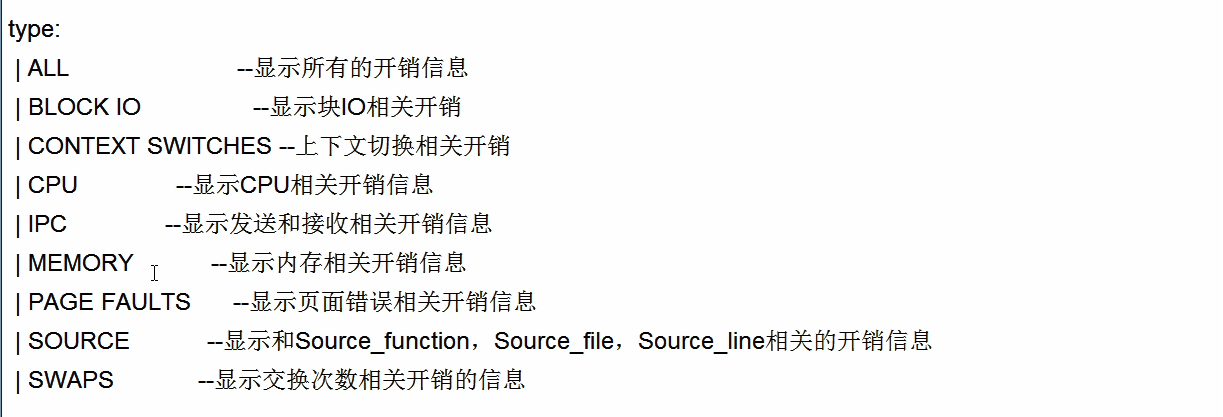 type:
| ALL --显示所有的开销信息
| BLOCK IO --显示块IO相关开销
| CONTEXT SWITCHES --上下文切换相关开销
| CPU --显示CPU相关开销信息
| IPC --显示发送和接收相关开销信息
| MEMORY --显示内存相关开销信息
| PAGE FAULTS --显示页面错误相关开销信息
| SOURCE --显示和Source_function，Source_file，Source_line相关的开销信息
| SWAPS --显示交换次数相关开销的信息